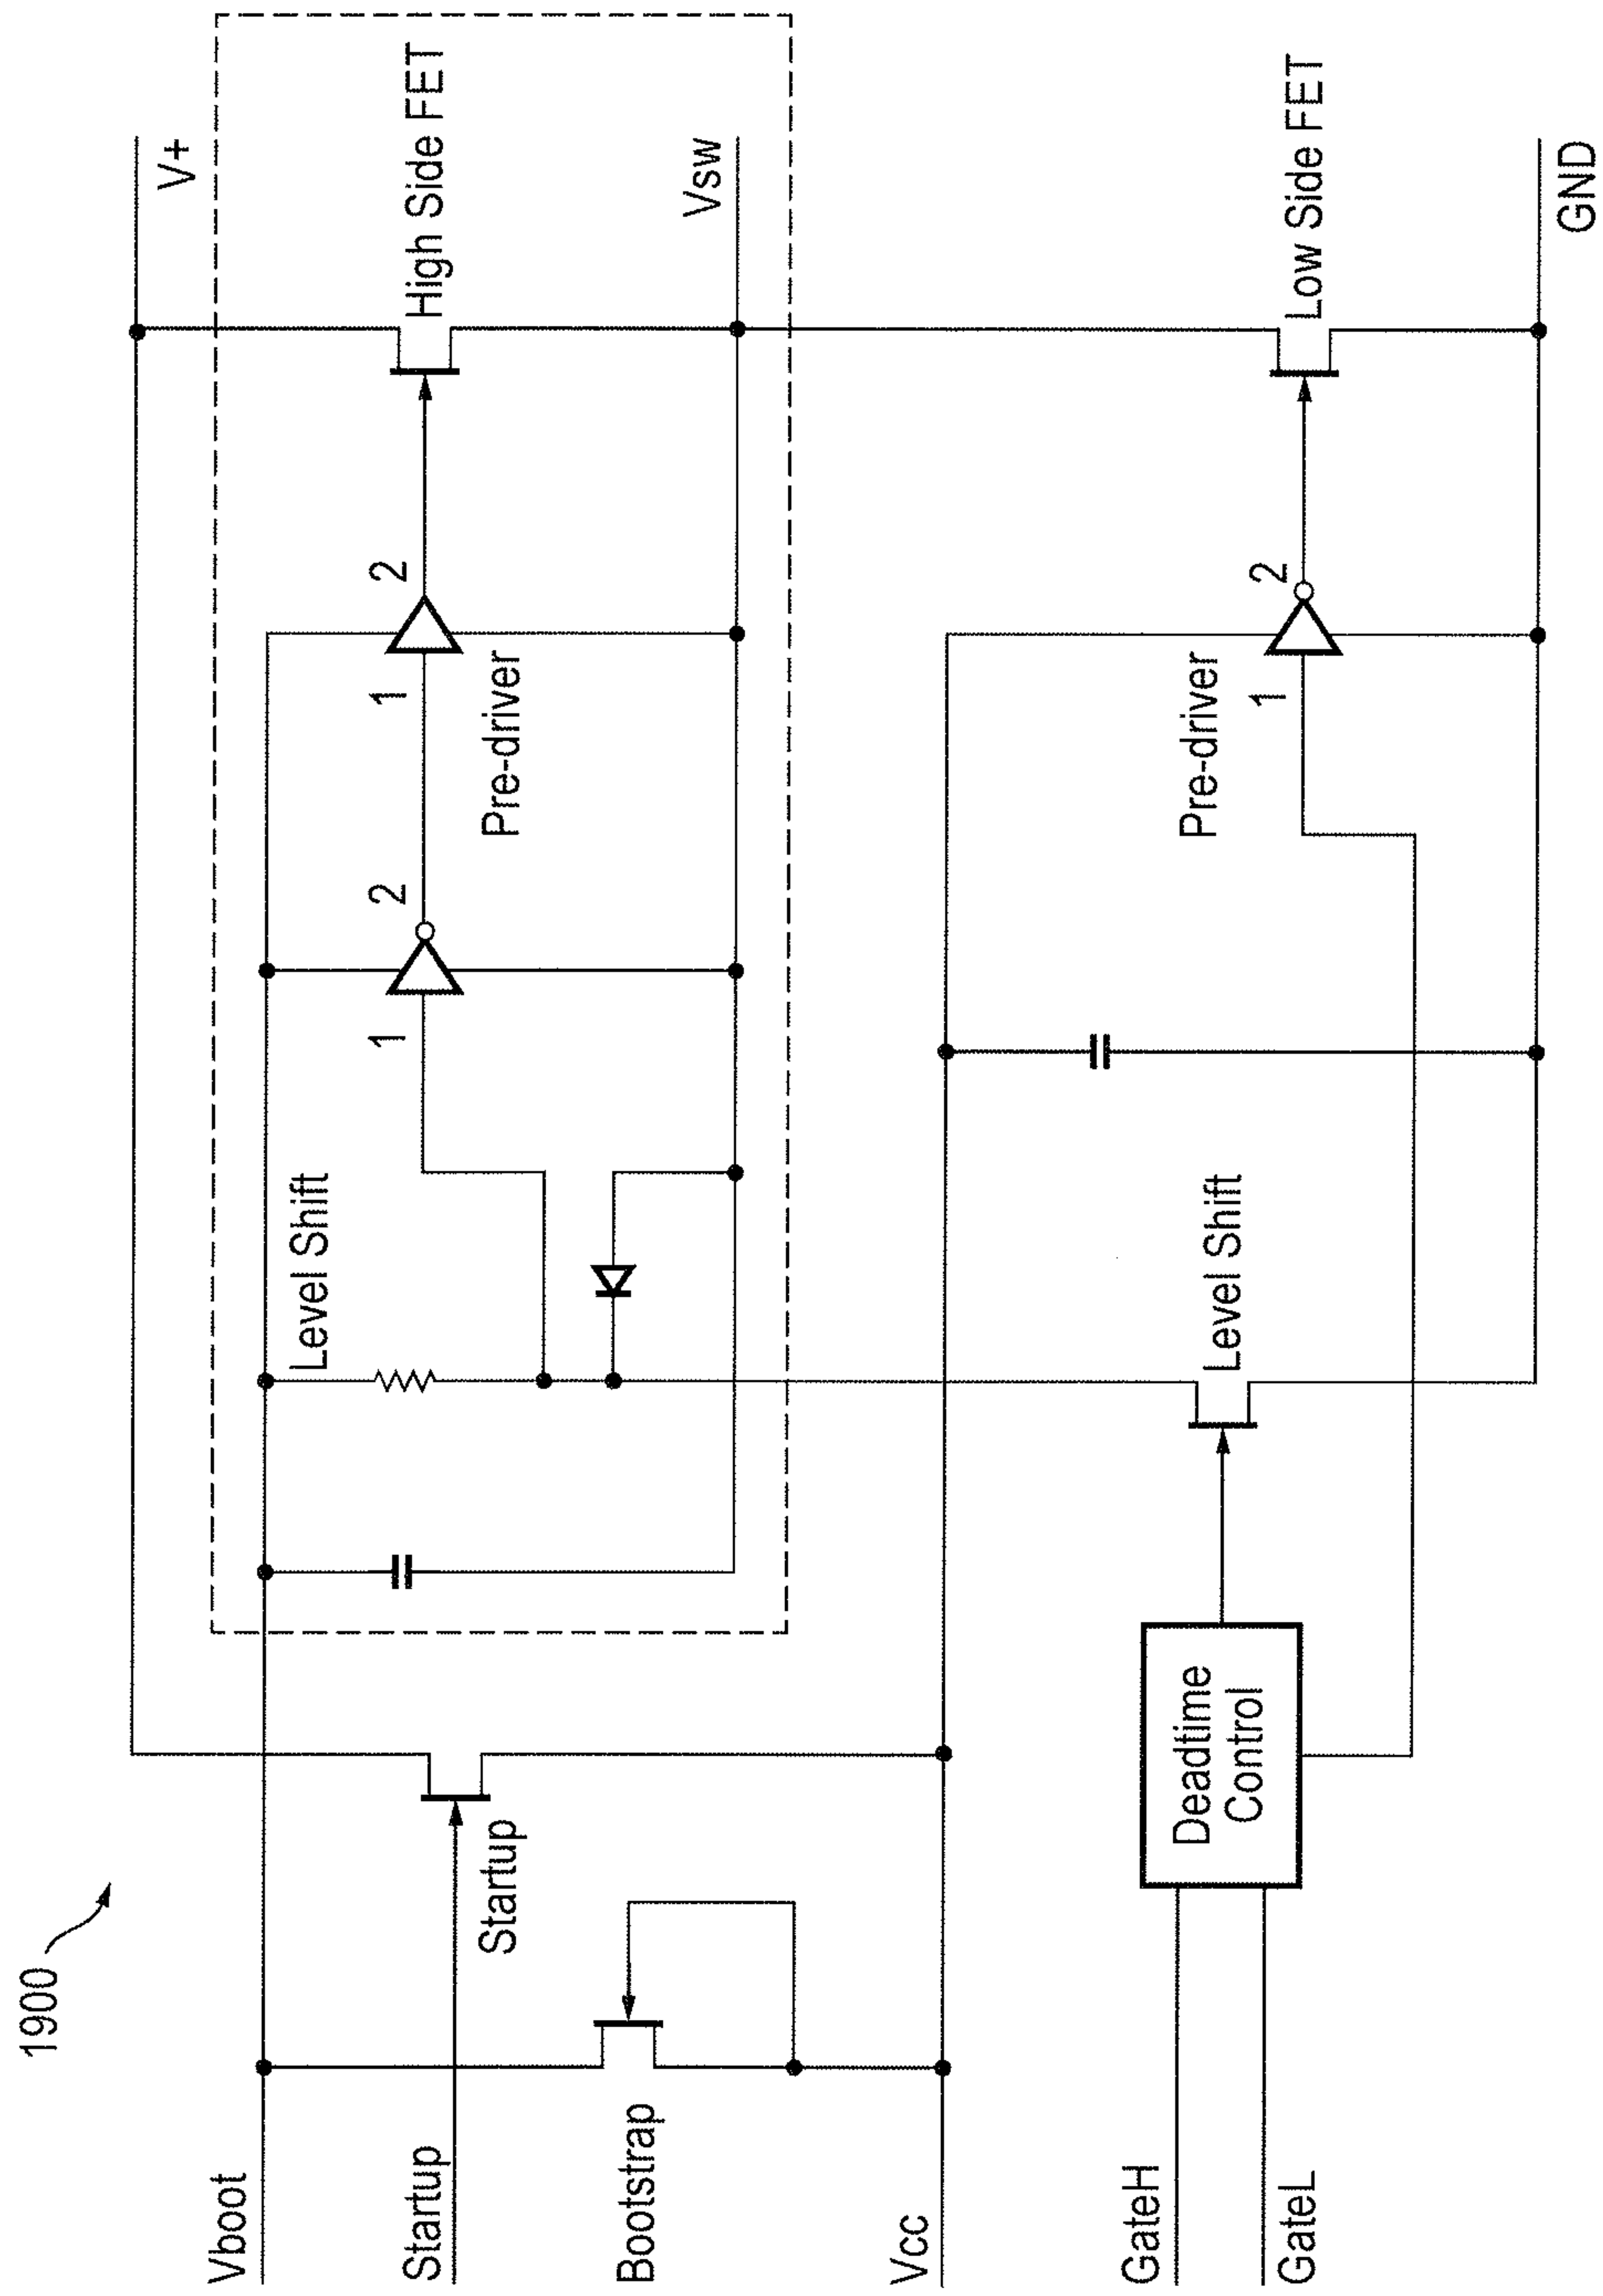 1900
V+
High Side FET
Vsw
Low Side FET
GND
1
2
Pre-driver
1
2
Level Shift
Pre-driver
1
2
Level Shift
Deadtime
Control
Startup
Vboot
Startup
Bootstrap
Vcc
GateH
GateL